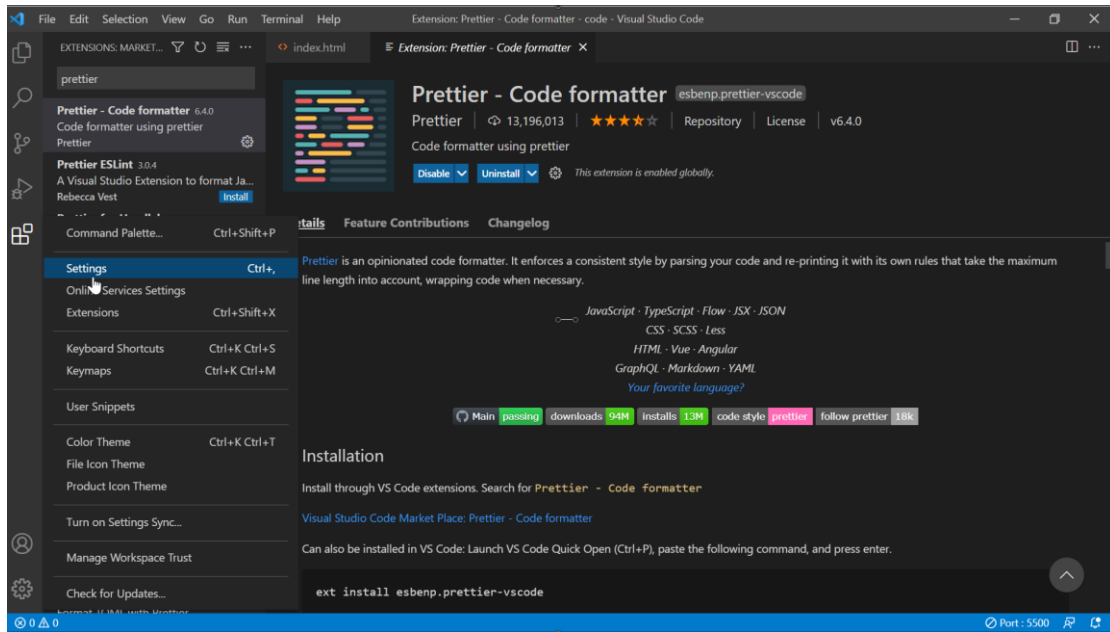 File Edit Selection View Go Run Terminal Help Extension: Prettier - Code formatter - code - Visual Studio Code
EXTENSIONS: MARKET...
index.html
Extension: Prettier - Code formatter
prettier
Prettier - Code formatter 6.4.0
Code formatter using prettier
Prettier
Prettier ESLint 3.0.4
A Visual Studio Extension to format Ja...
Rebecca Vest Install
Command Palette... Ctrl+Shift+P
Settings Ctrl+,
Online Services Settings
Extensions Ctrl+Shift+X
Keyboard Shortcuts Ctrl+K Ctrl+S
Keymaps Ctrl+K Ctrl+M
User Snippets
Color Theme Ctrl+K Ctrl+T
File Icon Theme
Product Icon Theme
Turn on Settings Sync...
Manage Workspace Trust
Check for Updates...
Format TOML with Prettier
Prettier - Code formatter esbenp.prettier-vscode
Prettier 13,196,013 Repository License v6.4.0
Code formatter using prettier
Disable Uninstall This extension is enabled globally.
etails Feature Contributions Changelog
Prettier is an opinionated code formatter. It enforces a consistent style by parsing your code and re-printing it with its own rules that take the maximum
line length into account, wrapping code when necessary.
JavaScript · TypeScript · Flow · JSX · JSON
CSS · SCSS · Less
HTML · Vue · Angular
GraphQL · Markdown · YAML
Your favorite language?
Main passing downloads 94M installs 13M code style prettier follow prettier 18k
Installation
Install through VS Code extensions. Search for Prettier - Code formatter
Visual Studio Code Market Place: Prettier - Code formatter
Can also be installed in VS Code: Launch VS Code Quick Open (Ctrl+P), paste the following command, and press enter.
ext install esbenp.prettier-vscode
0 0 Port : 5500